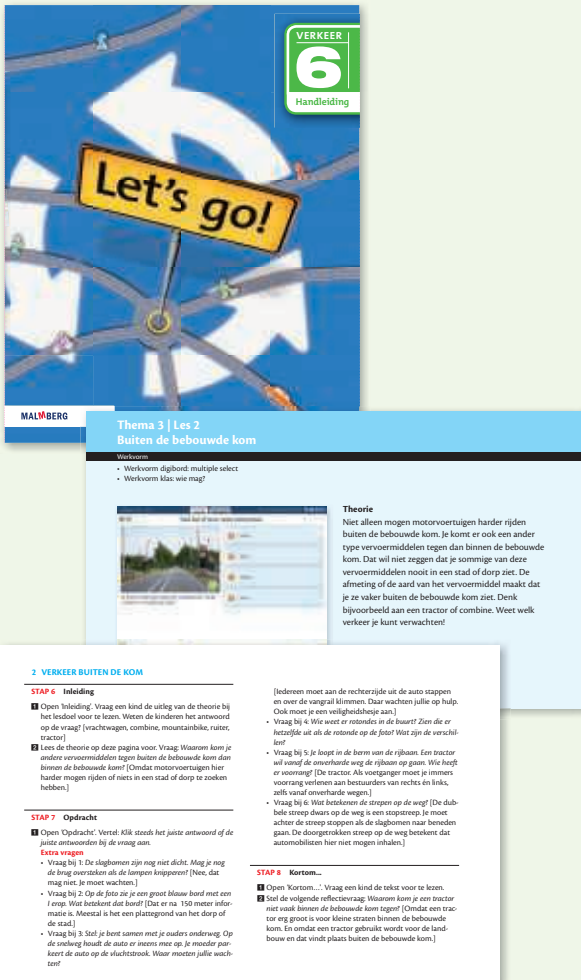 VERKEER
6
Handleiding
Let's go!
MALMBERG
Thema 3 | Les 2
Buiten de bebouwde kom
Werkvorm
• Werkvorm digibord: multiple select
• Werkvorm klas: wie mag?
Theorie
Niet alleen mogen motorvoertuigen harder rijden
buiten de bebouwde kom. Je komt er ook een ander
type vervoermiddelen tegen dan binnen de bebouwde
kom. Dat wil niet zeggen dat je sommige van deze
vervoermiddelen nooit in een stad of dorp ziet. De
afmeting of de aard van het vervoermiddel maakt dat
je ze vaker buiten de bebouwde kom ziet. Denk
bijvoorbeeld aan een tractor of combine. Weet welk
verkeer je kunt verwachten!
2 VERKEER BUITEN DE KOM
STAP 6 Inleiding
1 Open 'Inleiding'. Vraag een kind de uitleg van de theorie bij
het lesdoel voor te lezen. Weten de kinderen het antwoord
op de vraag? [vrachtwagen, combine, mountainbike, ruiter,
tractor]
2 Lees de theorie op deze pagina voor. Vraag: Waarom kom je
andere vervoermiddelen tegen buiten de bebouwde kom dan
binnen de bebouwde kom? [Omdat motorvoertuigen hier
harder mogen rijden of niets in een stad of dorp te zoeken
hebben.]
STAP 7 Opdracht
1 Open 'Opdracht'. Vertel: Klik steeds het juiste antwoord of de
juiste antwoorden bij de vraag aan.
Extra vragen
• Vraag bij 1: De slagbomen zijn nog niet dicht. Mag je nog
de brug oversteken als de lampen knipperen? [Nee, dat
mag niet. Je moet wachten.]
• Vraag bij 2: Op de foto zie je een groot blauw bord met een
I erop. Wat betekent dat bord? [Dat er na 150 meter infor-
matie is. Meestal is het een plattegrond van het dorp of
de stad.]
• Vraag bij 3: Stel: je bent samen met je ouders onderweg. Op
de snelweg houdt de auto er ineens mee op. Je moeder par-
keert de auto op de vluchtstrook. Waar moeten jullie wach-
ten?
[Iedereen moet aan de rechterzijde uit de auto stappen
en over de vangrail klimmen. Daar wachten jullie op hulp.
Ook moet je een veiligheidshesje aan.]
• Vraag bij 4: Wie weet er rotondes in de buurt? Zien die er
hetzelfde uit als de rotonde op de foto? Wat zijn de verschil-
len?
• Vraag bij 5: Je loopt in de berm van de rijbaan. Een tractor
wil vanaf de onverharde weg de rijbaan op gaan. Wie heeft
er voorrang? [De tractor. Als voetganger moet je immers
voorrang verlenen aan bestuurders van rechts én links,
zelfs vanaf onverharde wegen.]
• Vraag bij 6: Wat betekenen de strepen op de weg? [De dub-
bele streep dwars op de weg is een stopstreep. Je moet
achter de streep stoppen als de slagbomen naar beneden
gaan. De doorgetrokken streep op de weg betekent dat
automobilisten hier niet mogen inhalen.]
STAP 8 Kortom...
1 Open 'Kortom...'. Vraag een kind de tekst voor te lezen.
2 Stel de volgende reflectievraag: Waarom kom je een tractor
niet vaak binnen de bebouwde kom tegen? [Omdat een trac-
tor erg groot is voor kleine straten binnen de bebouwde
kom. En omdat een tractor gebruikt wordt voor de land-
bouw en dat vindt plaats buiten de bebouwde kom.]